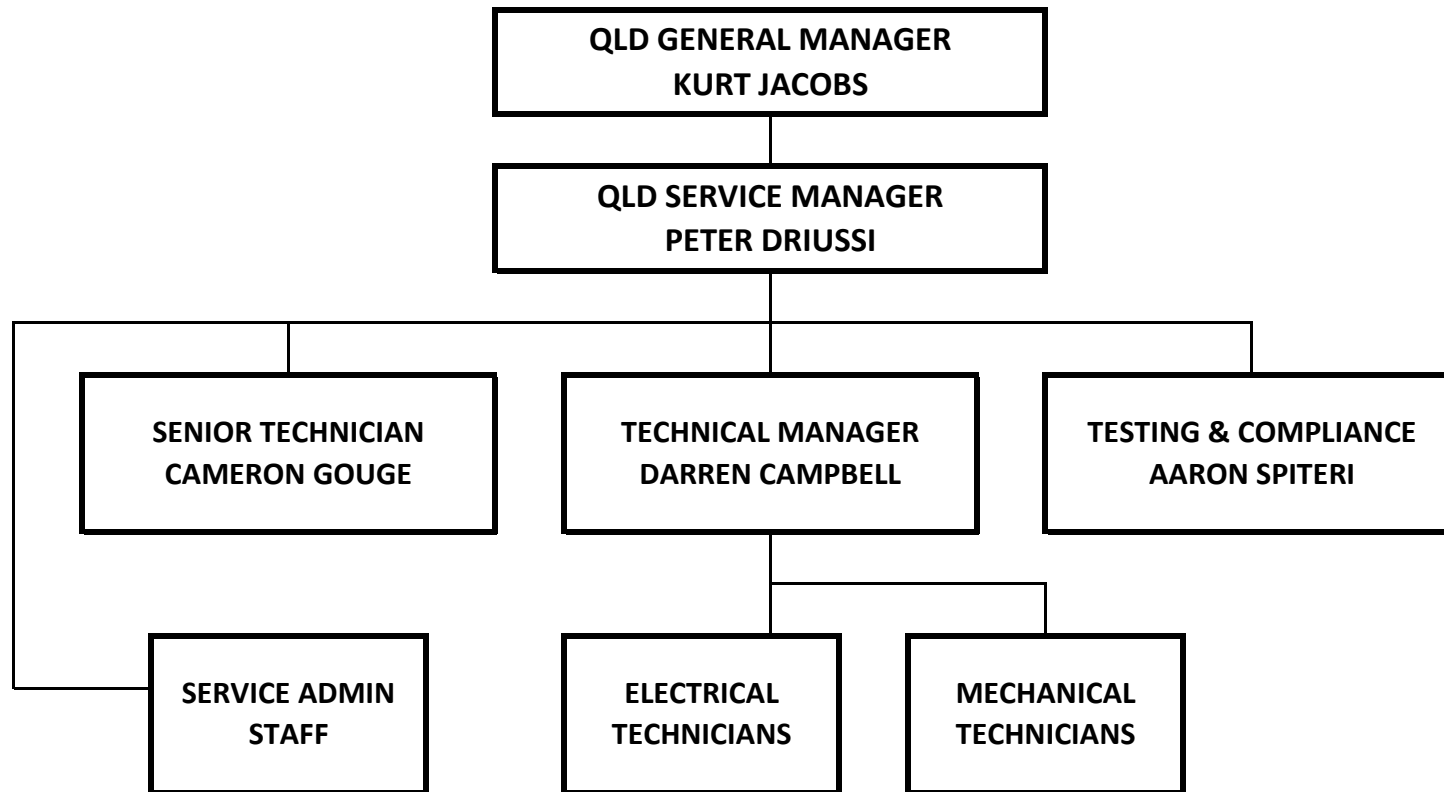 QLD GENERAL MANAGER
KURT JACOBS
QLD SERVICE MANAGER
PETER DRIUSSI
SENIOR TECHNICIAN
CAMERON GOUGE
TECHNICAL MANAGER
DARREN CAMPBELL
TESTING & COMPLIANCE
AARON SPITERI
SERVICE ADMIN
STAFF
ELECTRICAL
TECHNICIANS
MECHANICAL
TECHNICIANS